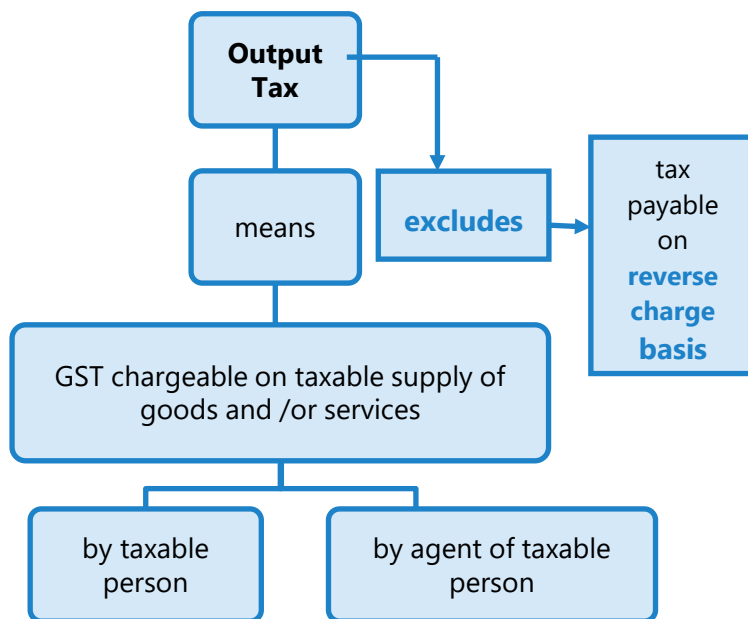 Output
Tax
means
excludes
tax
payable
on
reverse
charge
basis
GST chargeable on taxable supply of
goods and /or services
by taxable
person
by agent of taxable
person